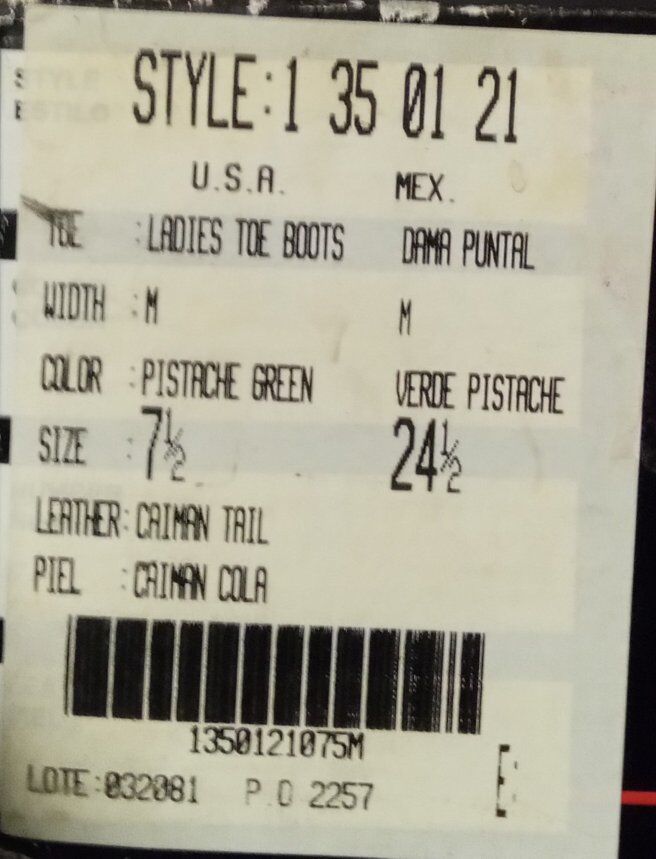 STYLE:1 35 01 21
U.S.A. MEX.
TOE :LADIES TOE BOOTS DAMA PUNTAL
WIDTH :M M
COLOR :PISTACHE GREEN VERDE PISTACHE
SIZE :7½ 24½
LEATHER:CAIMAN TAIL
PIEL :CAIMAN COLA
1350121075M
LOTE:032081 P.O 2257
E: